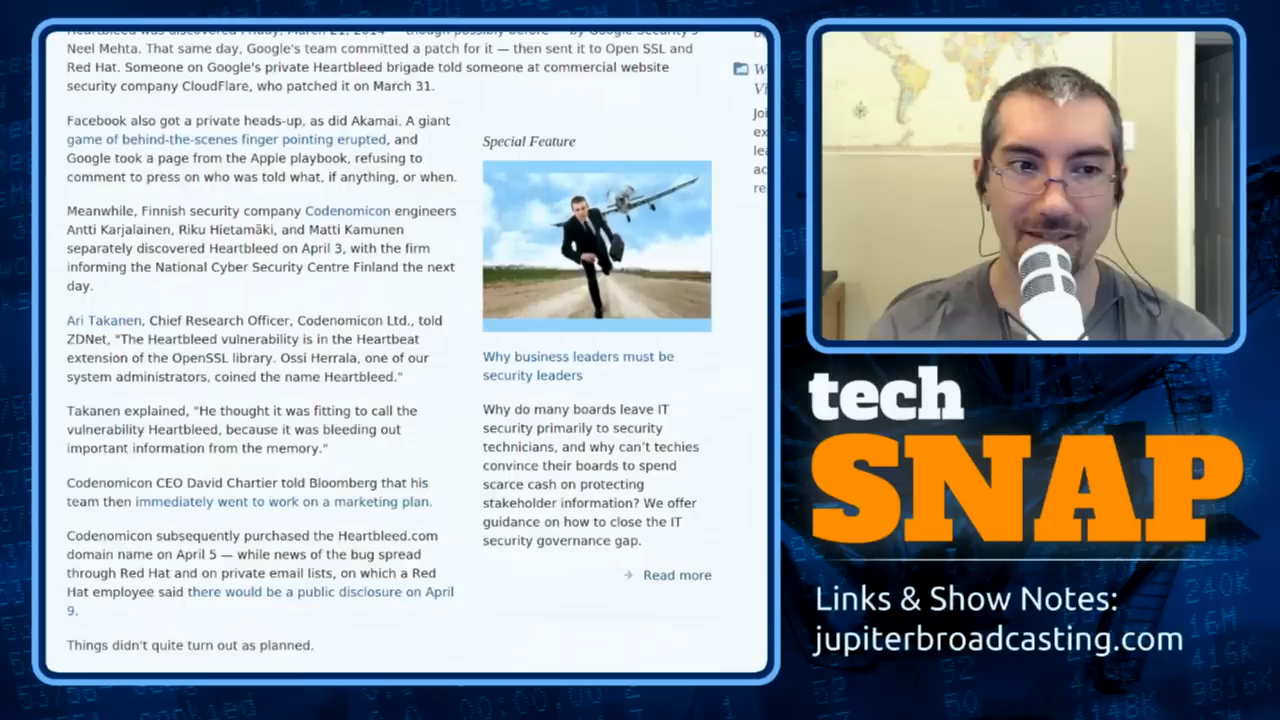 Heartbleed was discovered Friday, March 21, 2014 — though possibly before — by Google Security's
Neel Mehta. That same day, Google's team committed a patch for it — then sent it to Open SSL and
Red Hat. Someone on Google's private Heartbleed brigade told someone at commercial website
security company CloudFlare, who patched it on March 31.
Facebook also got a private heads-up, as did Akamai. A giant
game of behind-the-scenes finger pointing erupted, and
Google took a page from the Apple playbook, refusing to
comment to press on who was told what, if anything, or when.
Meanwhile, Finnish security company Codenomicon engineers
Antti Karjalainen, Riku Hietamäki, and Matti Kamunen
separately discovered Heartbleed on April 3, with the firm
informing the National Cyber Security Centre Finland the next
day.
Ari Takanen, Chief Research Officer, Codenomicon Ltd., told
ZDNet, "The Heartbleed vulnerability is in the Heartbeat
extension of the OpenSSL library. Ossi Herrala, one of our
system administrators, coined the name Heartbleed."
Takanen explained, "He thought it was fitting to call the
vulnerability Heartbleed, because it was bleeding out
important information from the memory."
Codenomicon CEO David Chartier told Bloomberg that his
team then immediately went to work on a marketing plan.
Codenomicon subsequently purchased the Heartbleed.com
domain name on April 5 — while news of the bug spread
through Red Hat and on private email lists, on which a Red
Hat employee said there would be a public disclosure on April
9.
Things didn't quite turn out as planned.
Special Feature
Why business leaders must be
security leaders
Why do many boards leave IT
security primarily to security
technicians, and why can't techies
convince their boards to spend
scarce cash on protecting
stakeholder information? We offer
guidance on how to close the IT
security governance gap.
Read more
tech
SNAP
Links & Show Notes:
jupiterbroadcasting.com